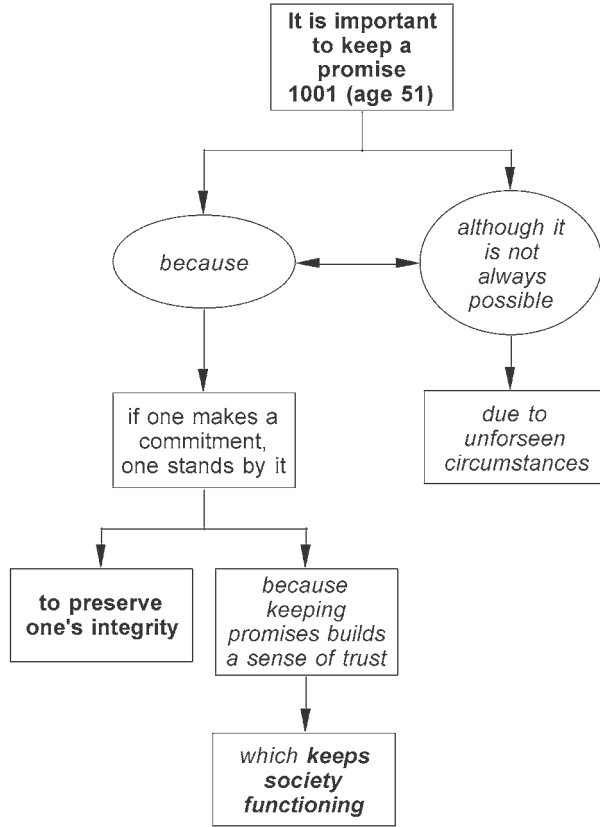 It is important
to keep a
promise
1001 (age 51)
because
although it
is not
always
possible
if one makes a
commitment,
one stands by it
due to
unforseen
circumstances
to preserve
one's integrity
because
keeping
promises builds
a sense of trust
which keeps
society
functioning